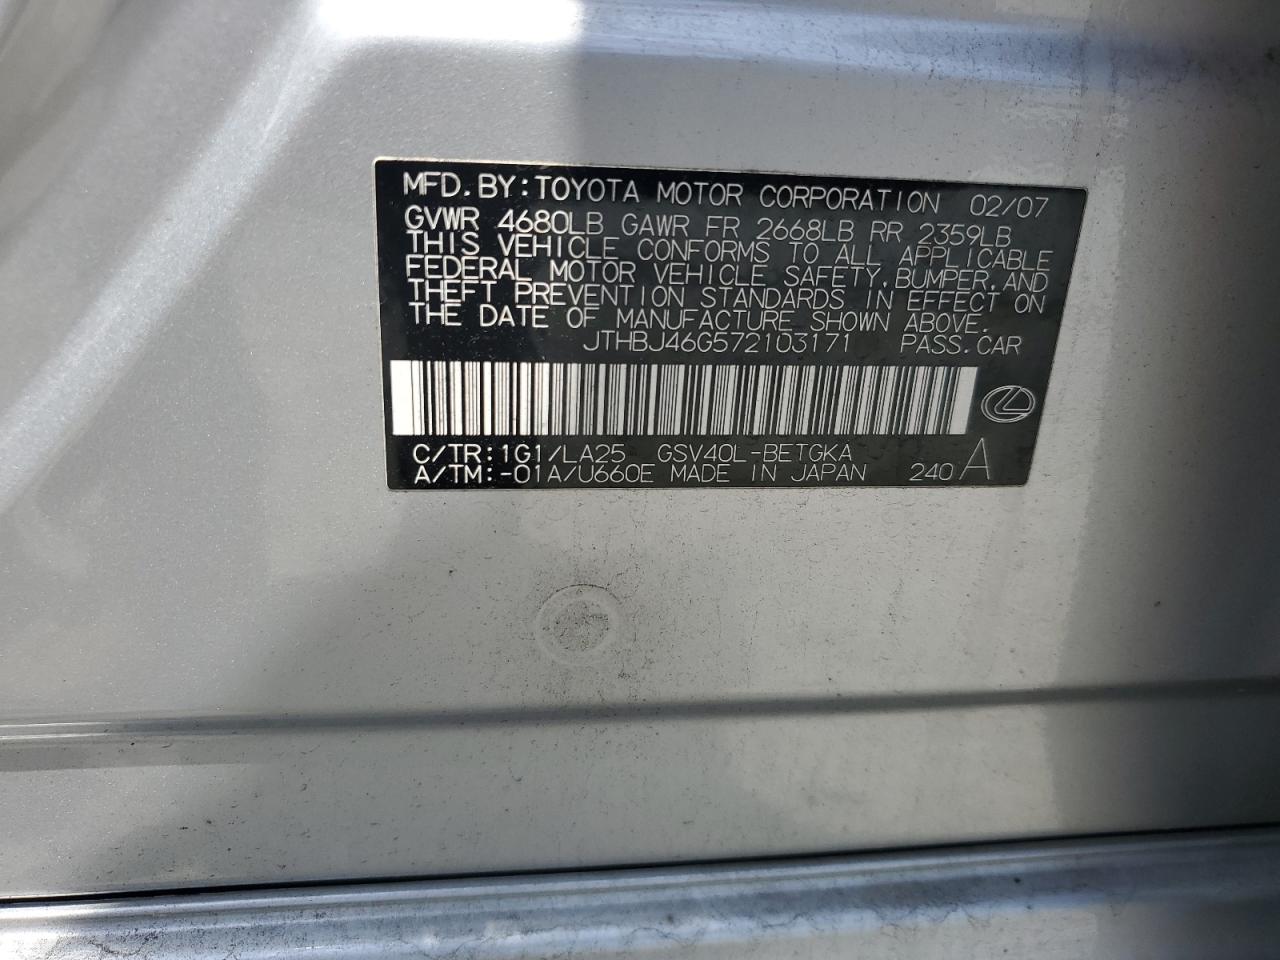 MFD. BY: TOYOTA MOTOR CORPORATION 02/07
GVWR 4680LB GAWR FR 2668LB RR 2359LB
THIS VEHICLE CONFORMS TO ALL APPLICABLE
FEDERAL MOTOR VEHICLE SAFETY, BUMPER, AND
THEFT PREVENTION STANDARDS IN EFFECT ON
THE DATE OF MANUFACTURE SHOWN ABOVE.
JTHBJ46G572103171 PASS. CAR
C/TR: 1G1/LA25 GSV40L-BETGKA
A/TM: -01A/U660E MADE IN JAPAN 240 A